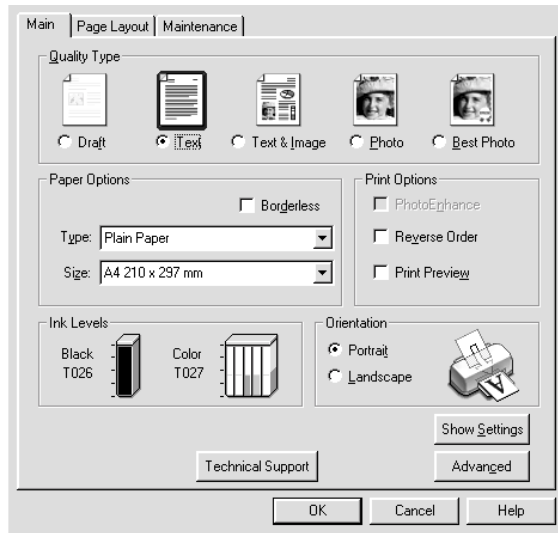 Main Page Layout Maintenance
Quality Type
Draft Text Text & Image Photo Best Photo
Paper Options
Borderless
Type: Plain Paper
Size: A4 210 x 297 mm
Print Options
PhotoEnhance
Reverse Order
Print Preview
Ink Levels
Black
T026
Color
T027
Orientation
Portrait
Landscape
A
Show Settings
Technical Support Advanced
OK Cancel Help